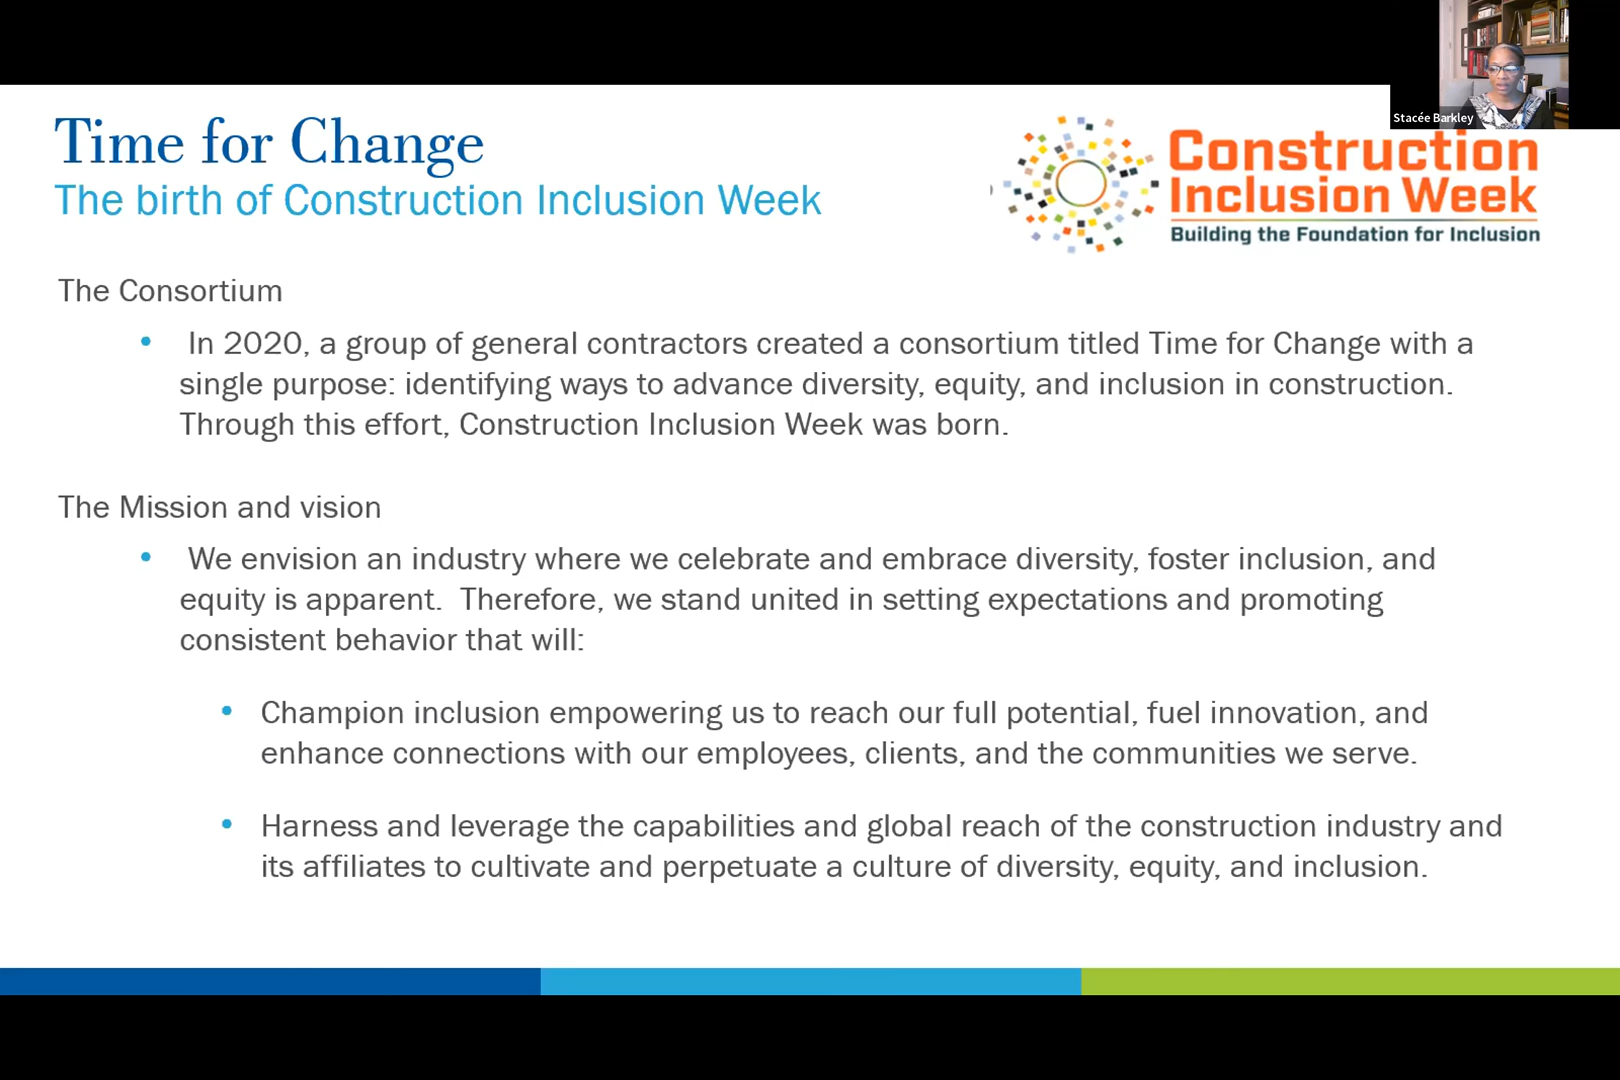 Stacée Barkley
Time for Change
The birth of Construction Inclusion Week
Construction
Inclusion Week
Building the Foundation for Inclusion
The Consortium
• In 2020, a group of general contractors created a consortium titled Time for Change with a
single purpose: identifying ways to advance diversity, equity, and inclusion in construction.
Through this effort, Construction Inclusion Week was born.
The Mission and vision
• We envision an industry where we celebrate and embrace diversity, foster inclusion, and
equity is apparent.  Therefore, we stand united in setting expectations and promoting
consistent behavior that will:
• Champion inclusion empowering us to reach our full potential, fuel innovation, and
enhance connections with our employees, clients, and the communities we serve.
• Harness and leverage the capabilities and global reach of the construction industry and
its affiliates to cultivate and perpetuate a culture of diversity, equity, and inclusion.